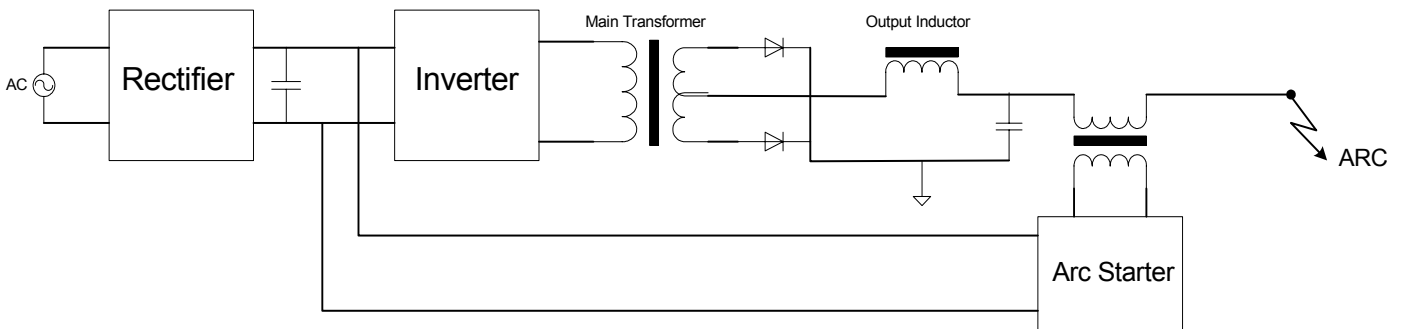 Main Transformer
Output Inductor
AC
Rectifier
Inverter
ARC
Arc Starter